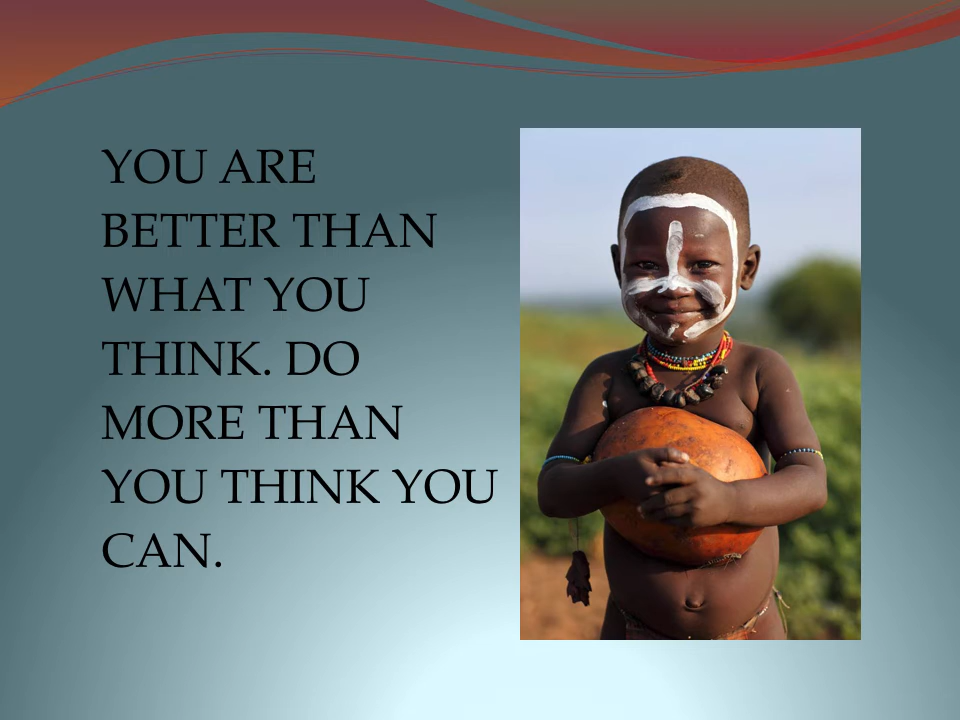 YOU ARE
BETTER THAN
WHAT YOU
THINK. DO
MORE THAN
YOU THINK YOU
CAN.